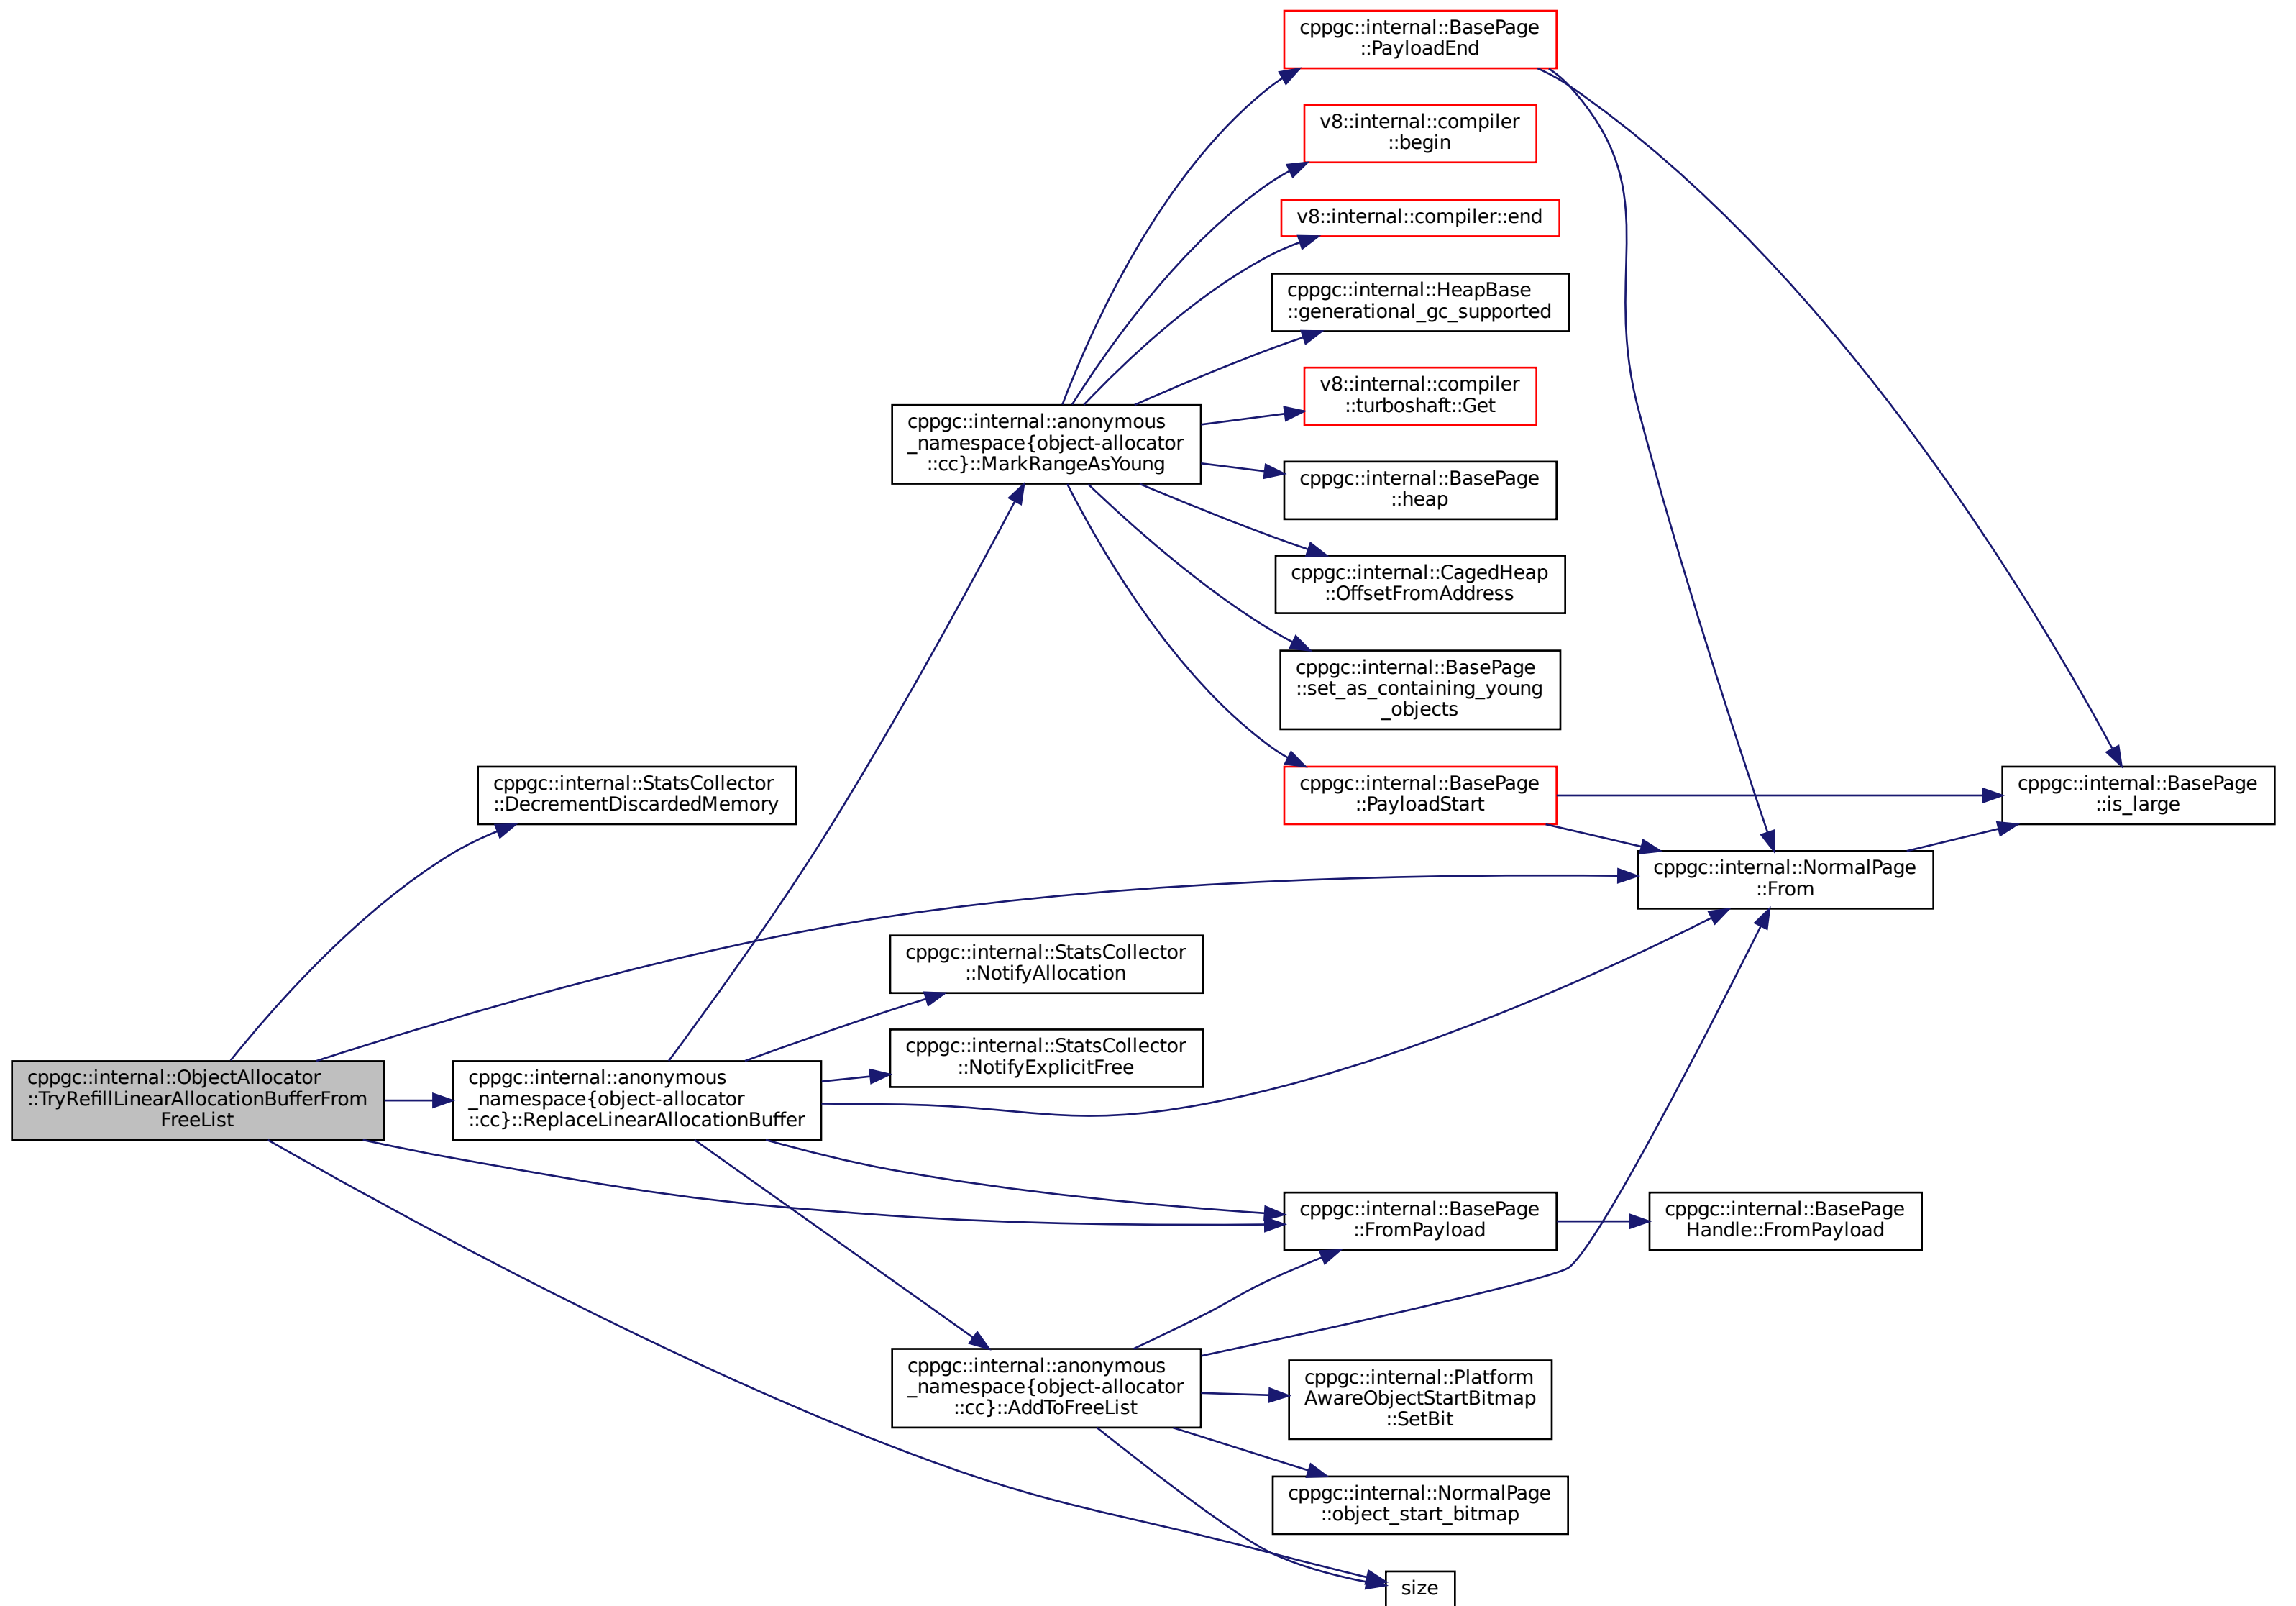 cppgc::internal::BasePage
::PayloadEnd
v8::internal::compiler
::begin
v8::internal::compiler::end
cppgc::internal::HeapBase
::generational_gc_supported
v8::internal::compiler
::turboshaft::Get
cppgc::internal::anonymous
_namespace{object-allocator
::cc}::MarkRangeAsYoung
cppgc::internal::BasePage
::heap
cppgc::internal::CagedHeap
::OffsetFromAddress
cppgc::internal::BasePage
::set_as_containing_young
_objects
cppgc::internal::StatsCollector
::DecrementDiscardedMemory
cppgc::internal::BasePage
::PayloadStart
cppgc::internal::BasePage
::is_large
cppgc::internal::NormalPage
::From
cppgc::internal::StatsCollector
::NotifyAllocation
cppgc::internal::StatsCollector
::NotifyExplicitFree
cppgc::internal::ObjectAllocator
::TryRefillLinearAllocationBufferFrom
FreeList
cppgc::internal::anonymous
_namespace{object-allocator
::cc}::ReplaceLinearAllocationBuffer
cppgc::internal::BasePage
::FromPayload
cppgc::internal::BasePage
Handle::FromPayload
cppgc::internal::anonymous
_namespace{object-allocator
::cc}::AddToFreeList
cppgc::internal::Platform
AwareObjectStartBitmap
::SetBit
cppgc::internal::NormalPage
::object_start_bitmap
size